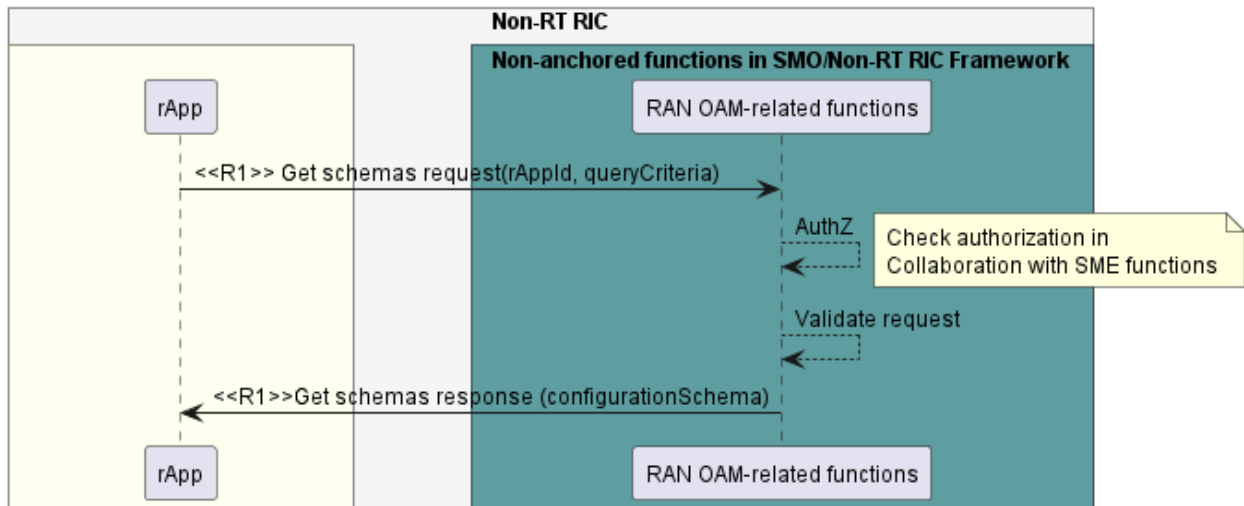 Non-RT RIC
Non-anchored functions in SMO/Non-RT RIC Framework
rApp
RAN OAM-related functions
<<R1>> Get schemas request(rAppId, queryCriteria)
AuthZ
Check authorization in
Collaboration with SME functions
Validate request
<<R1>>Get schemas response (configurationSchema)
rApp
RAN OAM-related functions